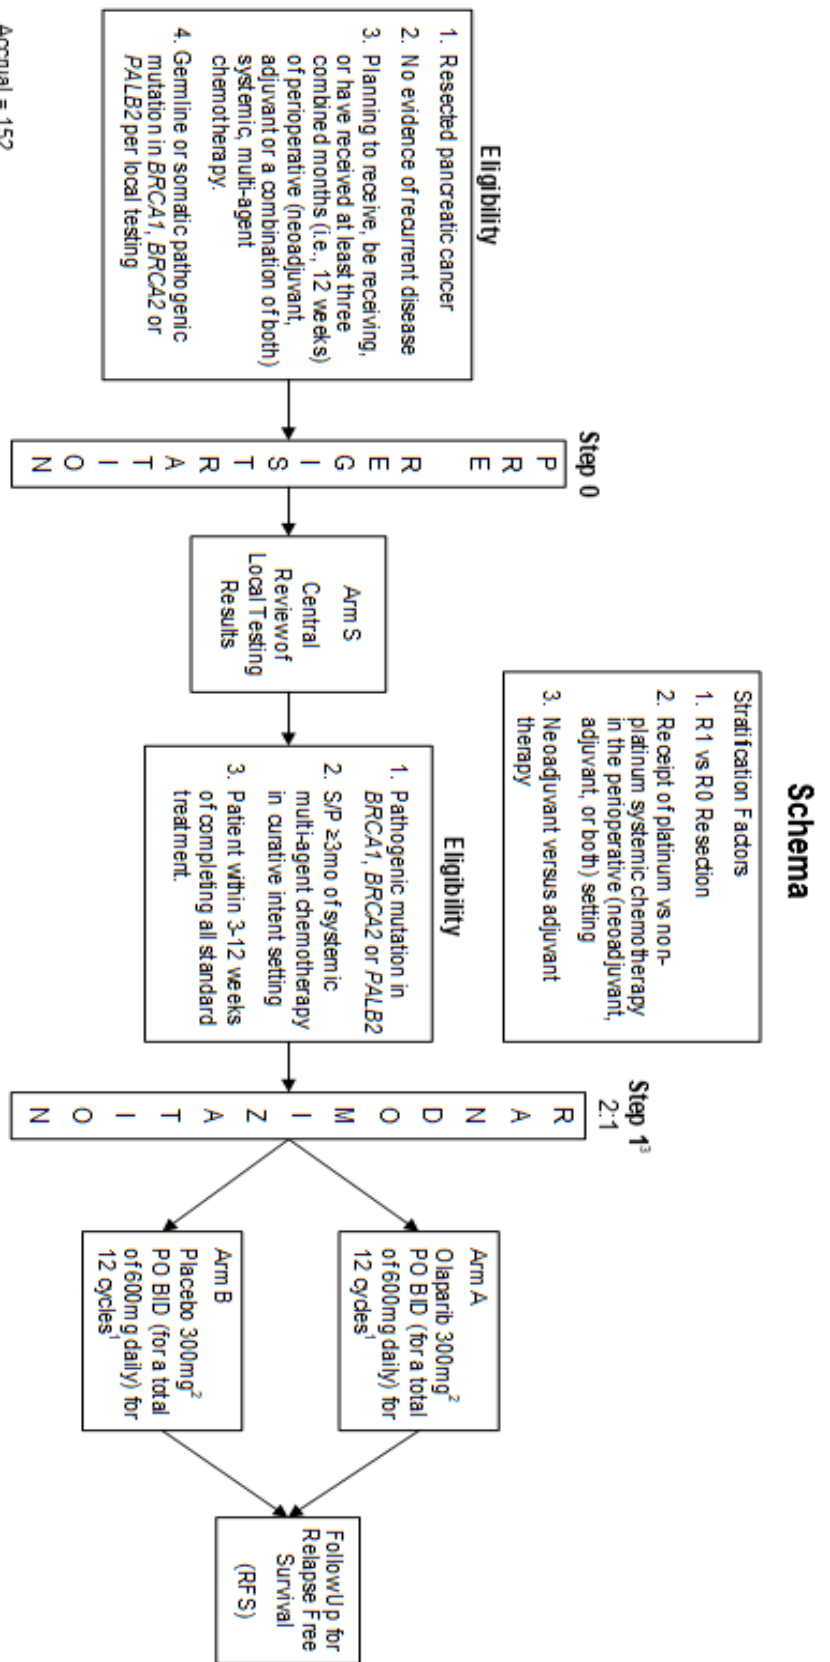 Schema
Stratification Factors
1. R1 vs R0 Resection
2. Receipt of platinum vs non-
platinum systemic chemotherapy
in the perioperative (neoadjuvant,
adjuvant, or both) setting
3. Neoadjuvant versus adjuvant
therapy
Eligibility
1. Resected pancreatic cancer
2. No evidence of recurrent disease
3. Planning to receive, be receiving,
or have received at least three
combined months (i.e., 12 weeks)
of perioperative (neoadjuvant,
adjuvant or a combination of both)
systemic, multi-agent
chemotherapy.
4. Germline or somatic pathogenic
mutation in BRCA1, BRCA2 or
PALB2 per local testing
Step 0
PRE REGISTRATION
Arm S
Central
Review of
Local Testing
Results
Eligibility
1. Pathogenic mutation in
BRCA1, BRCA2 or PALB2
2. S/P ≥3mo of systemic
multi-agent chemotherapy
in curative intent setting
3. Patient within 3-12 weeks
of completing all standard
treatment.
Step 1³
2:1
RANDOMIZATION
Arm A
Olaparib 300mg²
PO BID (for a total
of 600mg daily) for
12 cycles¹
Arm B
Placebo 300mg²
PO BID (for a total
of 600mg daily) for
12 cycles¹
Follow Up for
Relapse Free
Survival
(RFS)
Accrual = 152